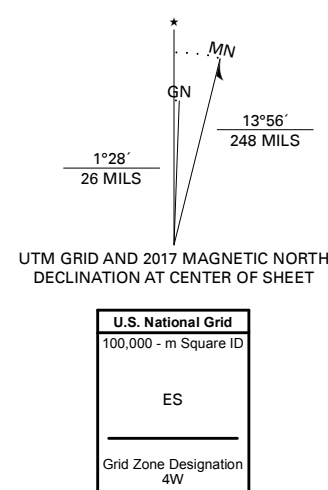 ★
MN
GN
13°56´
248 MILS
1°28´
26 MILS
UTM GRID AND 2017 MAGNETIC NORTH
DECLINATION AT CENTER OF SHEET
U.S. National Grid
100,000 - m Square ID
ES
Grid Zone Designation
4W